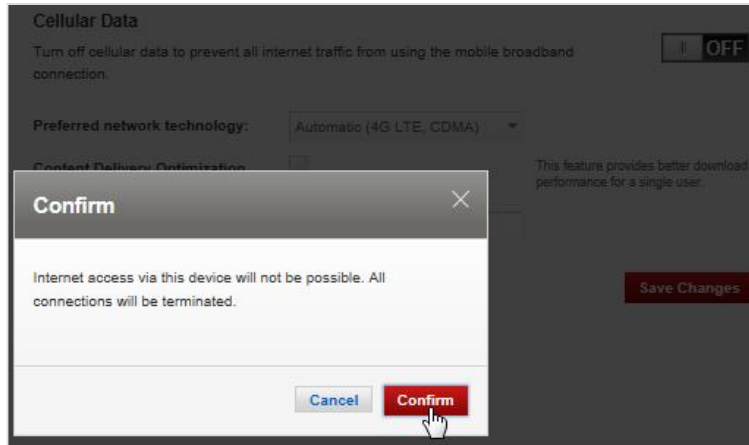 Cellular Data
Turn off cellular data to prevent all internet traffic from using the mobile broadband
connection.
OFF
Preferred network technology:
Automatic (4G LTE, CDMA)
Content Delivery Optimization
This feature provides better download
performance for a single user.
Confirm
Internet access via this device will not be possible. All
connections will be terminated.
Save Changes
Cancel
Confirm